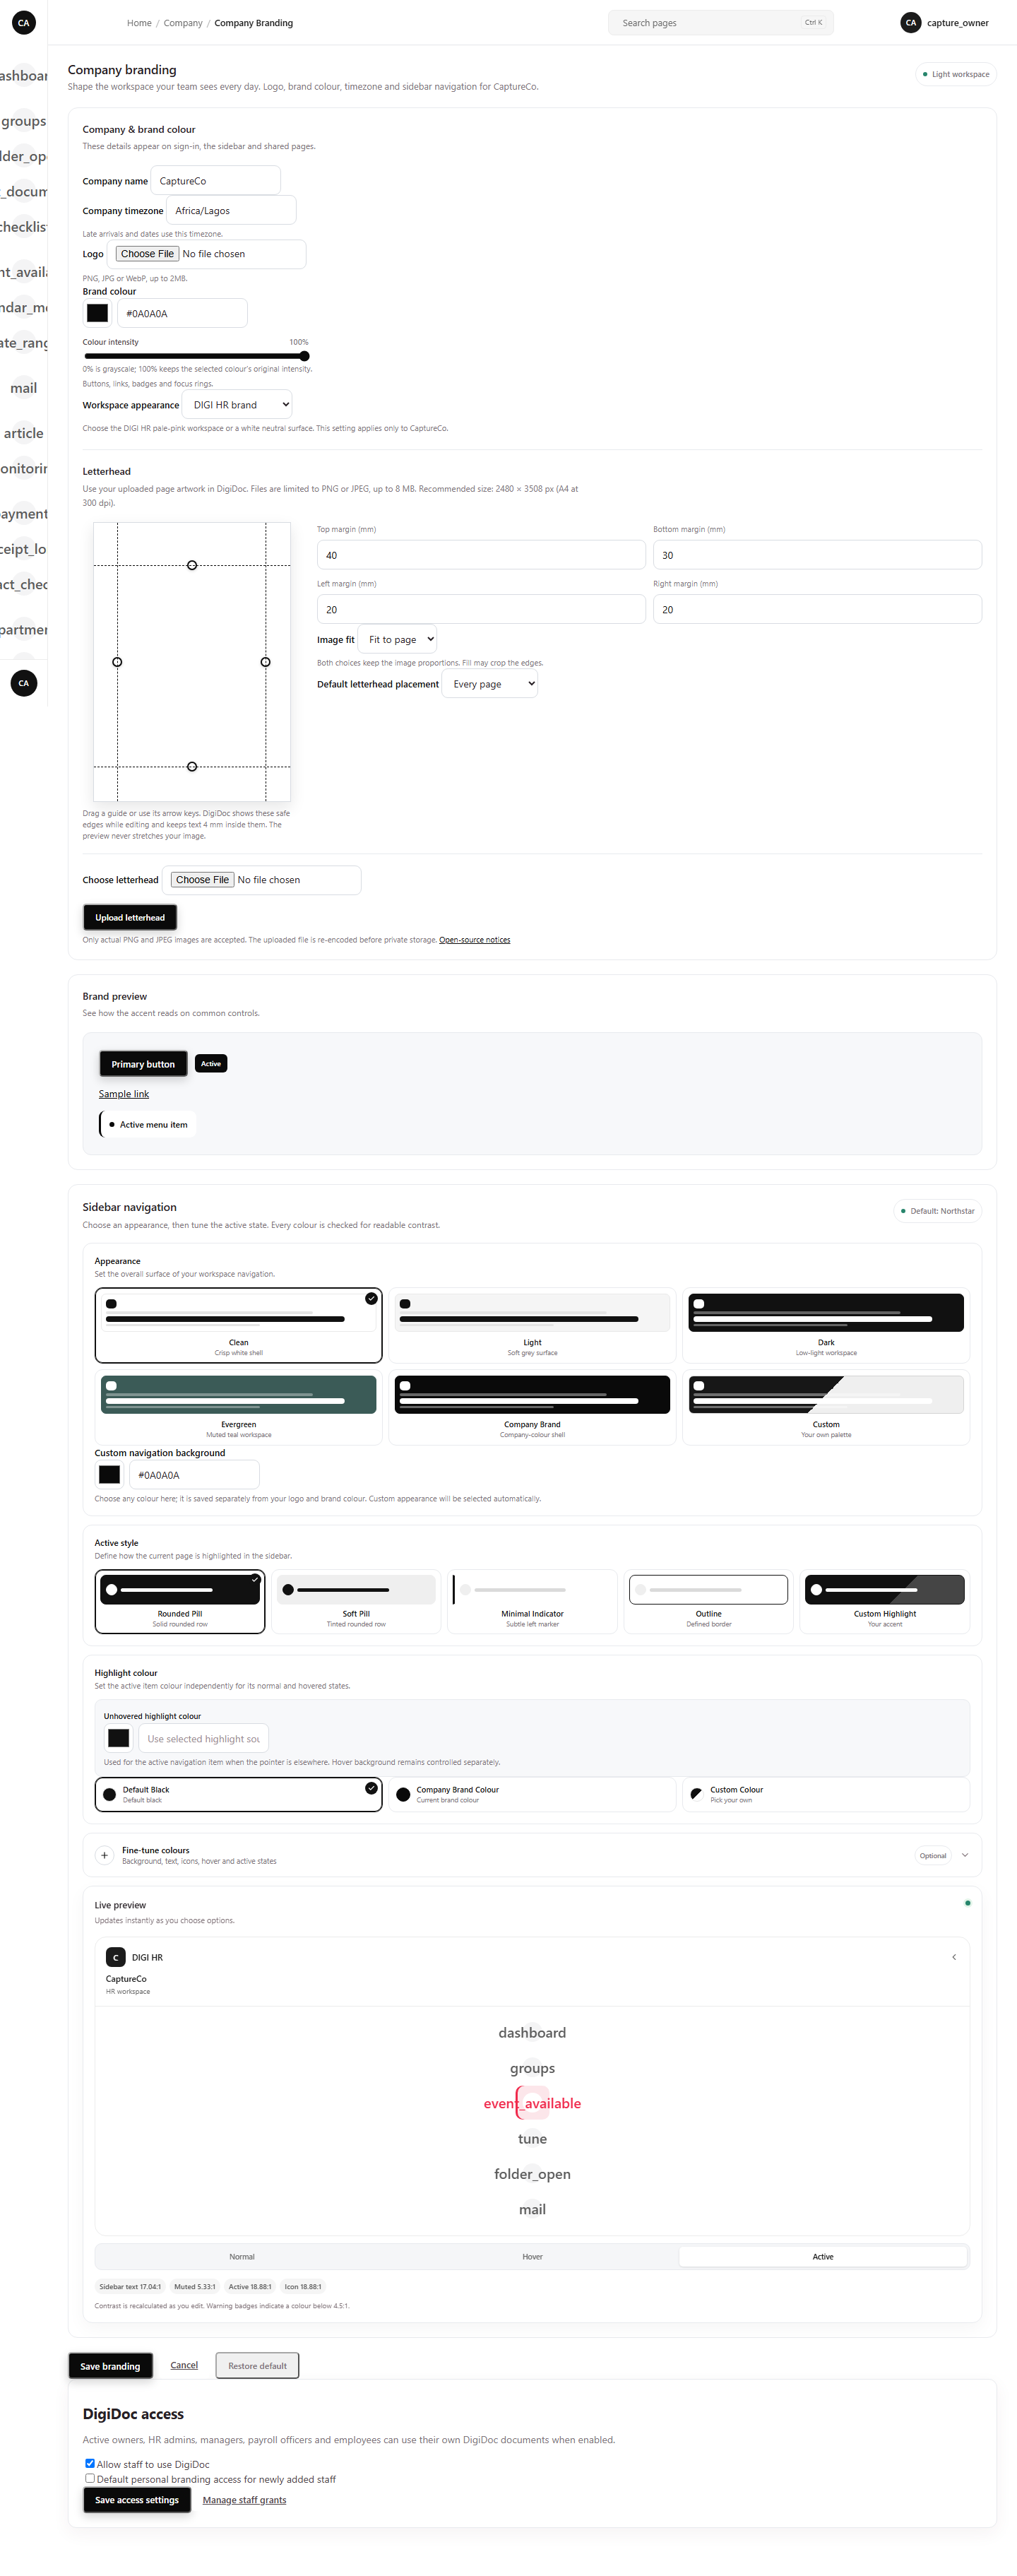 CA
Home / Company / Company Branding
Search pages
Ctrl K
CA
capture_owner
ashboar
groups
lder_op
t_docum
checklis
nt_availa
ndar_mo
ate_rang
mail
article
onitorin
ayment
ceipt_lo
act_chec
partmen
CA
Company branding
Shape the workspace your team sees every day. Logo, brand colour, timezone and sidebar navigation for CaptureCo.
Light workspace
Company & brand colour
These details appear on sign-in, the sidebar and shared pages.
Company name CaptureCo
Company timezone Africa/Lagos
Late arrivals and dates use this timezone.
Logo Choose File No file chosen
PNG, JPG or WebP, up to 2MB.
Brand colour
#0A0A0A
Colour intensity 100%
0% is grayscale; 100% keeps the selected colour's original intensity.
Buttons, links, badges and focus rings.
Workspace appearance DIGI HR brand
Choose the DIGI HR pale-pink workspace or a white neutral surface. This setting applies only to CaptureCo.
Letterhead
Use your uploaded page artwork in DigiDoc. Files are limited to PNG or JPEG, up to 8 MB. Recommended size: 2480 × 3508 px (A4 at
300 dpi).
Top margin (mm) Bottom margin (mm)
40 30
Left margin (mm) Right margin (mm)
20 20
Image fit Fit to page
Both choices keep the image proportions. Fill may crop the edges.
Default letterhead placement Every page
Drag a guide or use its arrow keys. DigiDoc shows these safe
edges while editing and keeps text 4 mm inside them. The
preview never stretches your image.
Choose letterhead Choose File No file chosen
Upload letterhead
Only actual PNG and JPEG images are accepted. The uploaded file is re-encoded before private storage. Open-source notices
Brand preview
See how the accent reads on common controls.
Primary button Active
Sample link
Active menu item
Sidebar navigation
Choose an appearance, then tune the active state. Every colour is checked for readable contrast.
Default: Northstar
Appearance
Set the overall surface of your workspace navigation.
Clean Light Dark
Crisp white shell Soft grey surface Low-light workspace
Evergreen Company Brand Custom
Muted teal workspace Company-colour shell Your own palette
Custom navigation background
#0A0A0A
Choose any colour here; it is saved separately from your logo and brand colour. Custom appearance will be selected automatically.
Active style
Define how the current page is highlighted in the sidebar.
Rounded Pill Soft Pill Minimal Indicator Outline Custom Highlight
Solid rounded row Tinted rounded row Subtle left marker Defined border Your accent
Highlight colour
Set the active item colour independently for its normal and hovered states.
Unhovered highlight colour
Use selected highlight sou
Used for the active navigation item when the pointer is elsewhere. Hover background remains controlled separately.
Default Black Company Brand Colour Custom Colour
Default black Current brand colour Pick your own
Fine-tune colours
Background, text, icons, hover and active states
Optional
Live preview
Updates instantly as you choose options.
C DIGI HR
CaptureCo
HR workspace
dashboard
groups
event_available
tune
folder_open
mail
Normal Hover Active
Sidebar text 17.04:1 Muted 5.33:1 Active 18.88:1 Icon 18.88:1
Contrast is recalculated as you edit. Warning badges indicate a colour below 4.5:1.
Save branding Cancel Restore default
DigiDoc access
Active owners, HR admins, managers, payroll officers and employees can use their own DigiDoc documents when enabled.
Allow staff to use DigiDoc
Default personal branding access for newly added staff
Save access settings Manage staff grants